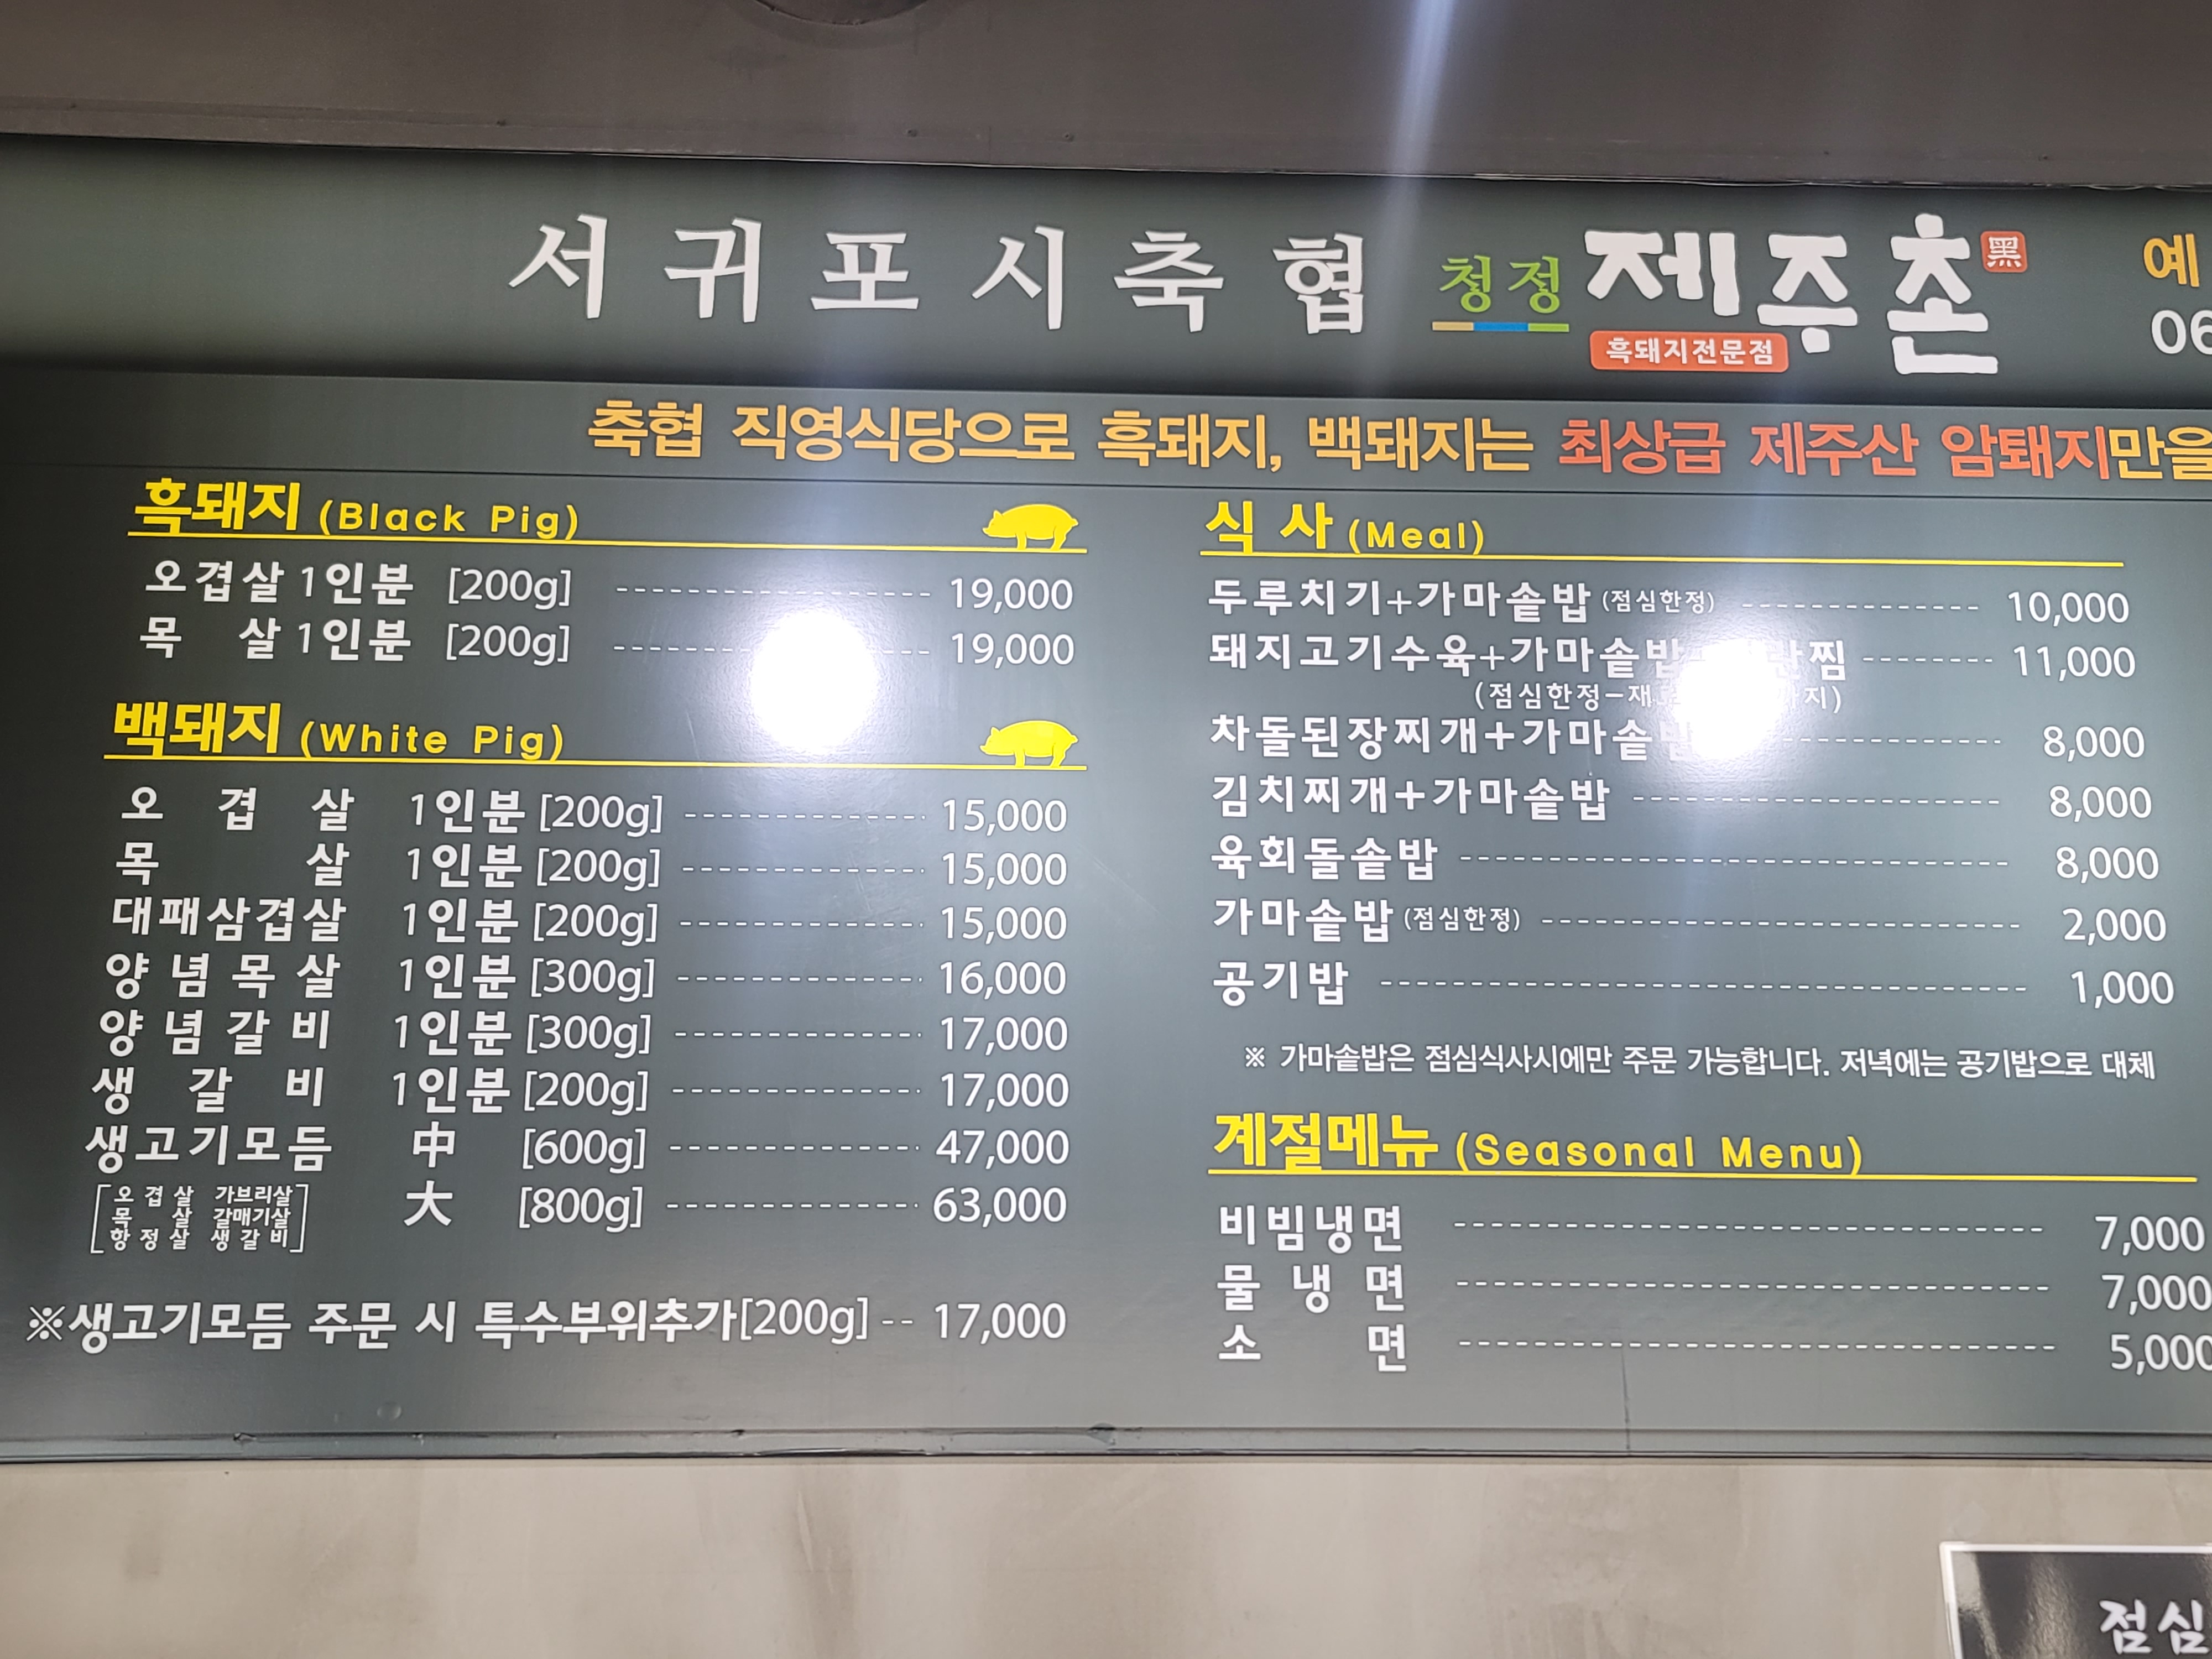 서귀포시축협 청정 제주촌 黑
흑돼지전문점
예
06
축협 직영식당으로 흑돼지, 백돼지는 최상급 제주산 암퇘지만을
흑돼지 (Black Pig)
오겹살 1인분 [200g] 19,000
목 살 1인분 [200g] 19,000
백돼지 (White Pig)
오 겹 살 1인분 [200g] 15,000
목 살 1인분 [200g] 15,000
대패삼겹살 1인분 [200g] 15,000
양 념 목 살 1인분 [300g] 16,000
양 념 갈 비 1인분 [300g] 17,000
생 갈 비 1인분 [200g] 17,000
생고기모듬 中 [600g] 47,000
大 [800g] 63,000
[오 겹 살 가브리살
목 살 갈매기살
항 정 살 생 갈 비]
※생고기모듬 주문 시 특수부위추가[200g] -- 17,000
식 사 (Meal)
두루치기+가마솥밥 (점심한정) 10,000
돼지고기수육+가마솥밥 찜 11,000
(점심한정-재 지)
차돌된장찌개+가마솥 8,000
김치찌개+가마솥밥 8,000
육회돌솥밥 8,000
가마솥밥 (점심한정) 2,000
공기밥 1,000
※ 가마솥밥은 점심식사시에만 주문 가능합니다. 저녁에는 공기밥으로 대체
계절메뉴 (Seasonal Menu)
비빔냉면 7,000
물 냉 면 7,000
소 면 5,000
점심